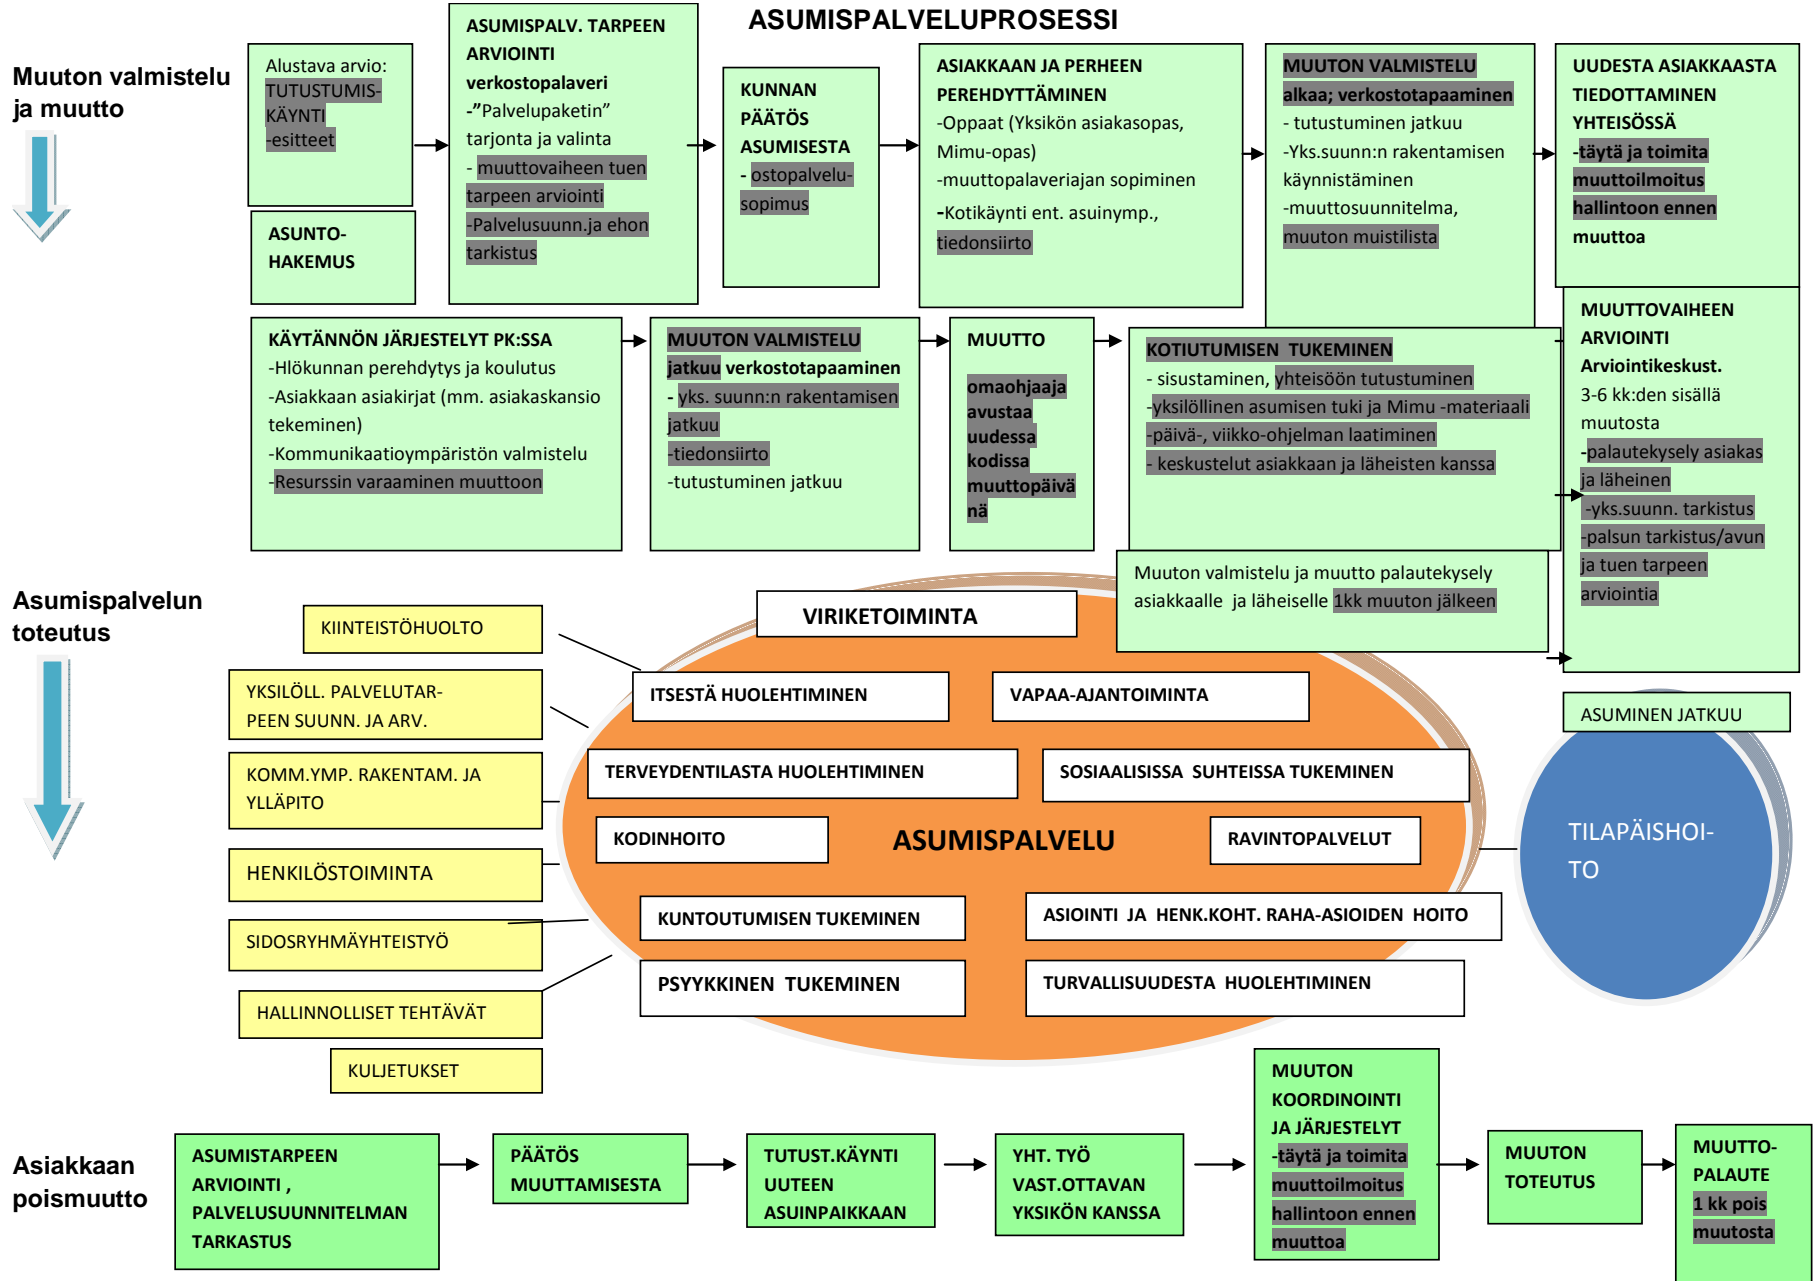 ASUMISPALVELUPROSESSI
Muuton valmistelu
ja muutto
Alustava arvio:
TUTUSTUMIS-
KÄYNTI
-esitteet
ASUNTO-
HAKEMUS
ASUMISPALV. TARPEEN
ARVIOINTI
verkostopalaveri
-”Palvelupaketin”
tarjonta ja valinta
- muuttovaiheen tuen
tarpeen arviointi
-Palvelusuunn.ja ehon
tarkistus
KUNNAN
PÄÄTÖS
ASUMISESTA
- ostopalvelu-
sopimus
ASIAKKAAN JA PERHEEN
PEREHDYTTÄMINEN
-Oppaat (Yksikön asiakasopas,
Mimu-opas)
-muuttopalaveriajan sopiminen
-Kotikäynti ent. asuinymp.,
tiedonsiirto
MUUTON VALMISTELU
alkaa; verkostotapaaminen
- tutustuminen jatkuu
-Yks.suunn:n rakentamisen
käynnistäminen
-muuttosuunnitelma,
muuton muistilista
UUDESTA ASIAKKAASTA
TIEDOTTAMINEN
YHTEISÖSSÄ
-täytä ja toimita
muuttoilmoitus
hallintoon ennen
muuttoa
KÄYTÄNNÖN JÄRJESTELYT PK:SSA
-Hlökunnan perehdytys ja koulutus
-Asiakkaan asiakirjat (mm. asiakaskansio
tekeminen)
-Kommunikaatioympäristön valmistelu
-Resurssin varaaminen muuttoon
MUUTON VALMISTELU
jatkuu verkostotapaaminen
- yks. suunn:n rakentamisen
jatkuu
-tiedonsiirto
-tutustuminen jatkuu
MUUTTO
omaohjaaja
avustaa
uudessa
kodissa
muuttopäivä
nä
KOTIUTUMISEN TUKEMINEN
- sisustaminen, yhteisöön tutustuminen
-yksilöllinen asumisen tuki ja Mimu -materiaali
-päivä-, viikko-ohjelman laatiminen
- keskustelut asiakkaan ja läheisten kanssa
MUUTTOVAIHEEN
ARVIOINTI
Arviointikeskust.
3-6 kk:den sisällä
muutosta
-palautekysely asiakas
ja läheinen
-yks.suunn. tarkistus
-palsun tarkistus/avun
ja tuen tarpeen
arviointia
Muuton valmistelu ja muutto palautekysely
asiakkaalle ja läheiselle 1kk muuton jälkeen
Asumispalvelun
toteutus
KIINTEISTÖHUOLTO
YKSILÖLL. PALVELUTAR-
PEEN SUUNN. JA ARV.
KOMM.YMP. RAKENTAM. JA
YLLÄPITO
HENKILÖSTOIMINTA
SIDOSRYHMÄYHTEISTYÖ
HALLINNOLLISET TEHTÄVÄT
KULJETUKSET
VIRIKETOIMINTA
ITSESTÄ HUOLEHTIMINEN
VAPAA-AJANTOIMINTA
TERVEYDENTILASTA HUOLEHTIMINEN
SOSIAALISISSA SUHTEISSA TUKEMINEN
KODINHOITO
ASUMISPALVELU
RAVINTOPALVELUT
KUNTOUTUMISEN TUKEMINEN
ASIOINTI JA HENK.KOHT. RAHA-ASIOIDEN HOITO
PSYYKKINEN TUKEMINEN
TURVALLISUUDESTA HUOLEHTIMINEN
ASUMINEN JATKUU
TILAPÄISHOI-
TO
Asiakkaan
poismuutto
ASUMISTARPEEN
ARVIOINTI ,
PALVELUSUUNNITELMAN
TARKASTUS
PÄÄTÖS
MUUTTAMISESTA
TUTUST.KÄYNTI
UUTEEN
ASUINPAIKKAAN
YHT. TYÖ
VAST.OTTAVAN
YKSIKÖN KANSSA
MUUTON
KOORDINOINTI
JA JÄRJESTELYT
-täytä ja toimita
muuttoilmoitus
hallintoon ennen
muuttoa
MUUTON
TOTEUTUS
MUUTTO-
PALAUTE
1 kk pois
muutosta